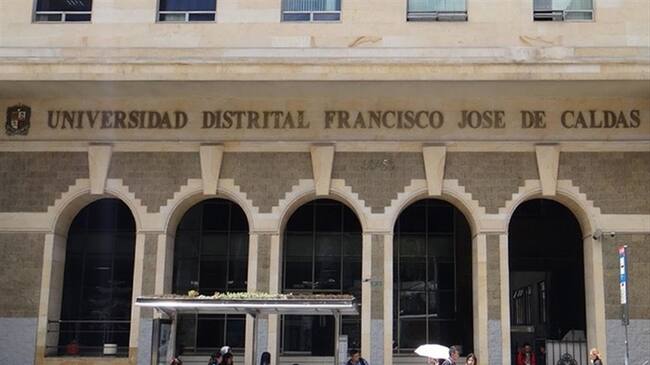 UNIVERSIDAD DISTRITAL FRANCISCO JOSE DE CALDAS